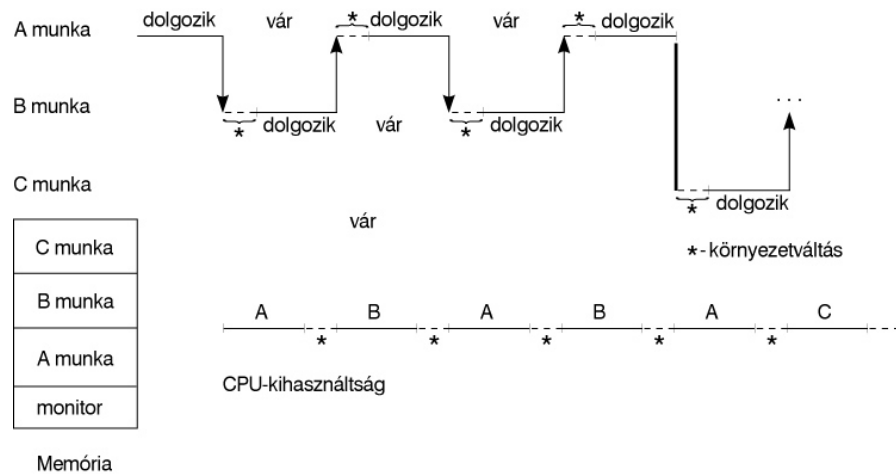 A munka
dolgozik
vár
*
dolgozik
vár
*
dolgozik
B munka
*
dolgozik
vár
*
dolgozik
...
C munka
*
dolgozik
vár
*-környezetváltás
C munka
B munka
A munka
monitor
Memória
A B A B A C
* * * * *
CPU-kihasználtság